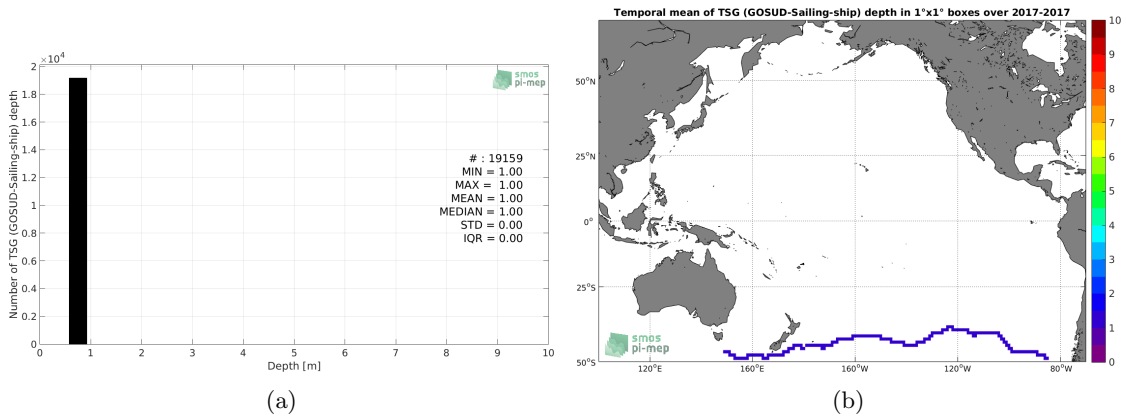 ×10⁴
2
1.8
1.6
1.4
1.2
1
0.8
0.6
0.4
0.2
0
Number of TSG (GOSUD-Sailing-ship) depth
smos
pi-mep
# : 19159
MIN = 1.00
MAX = 1.00
MEAN = 1.00
MEDIAN = 1.00
STD = 0.00
IQR = 0.00
0 1 2 3 4 5 6 7 8 9 10
Depth [m]
(a)
Temporal mean of TSG (GOSUD-Sailing-ship) depth in 1°x1° boxes over 2017-2017
50°N
25°N
0°
25°S
50°S
smos
pi-mep
120°E 160°E 160°W 120°W 80°W
10
9
8
7
6
5
4
3
2
1
0
(b)